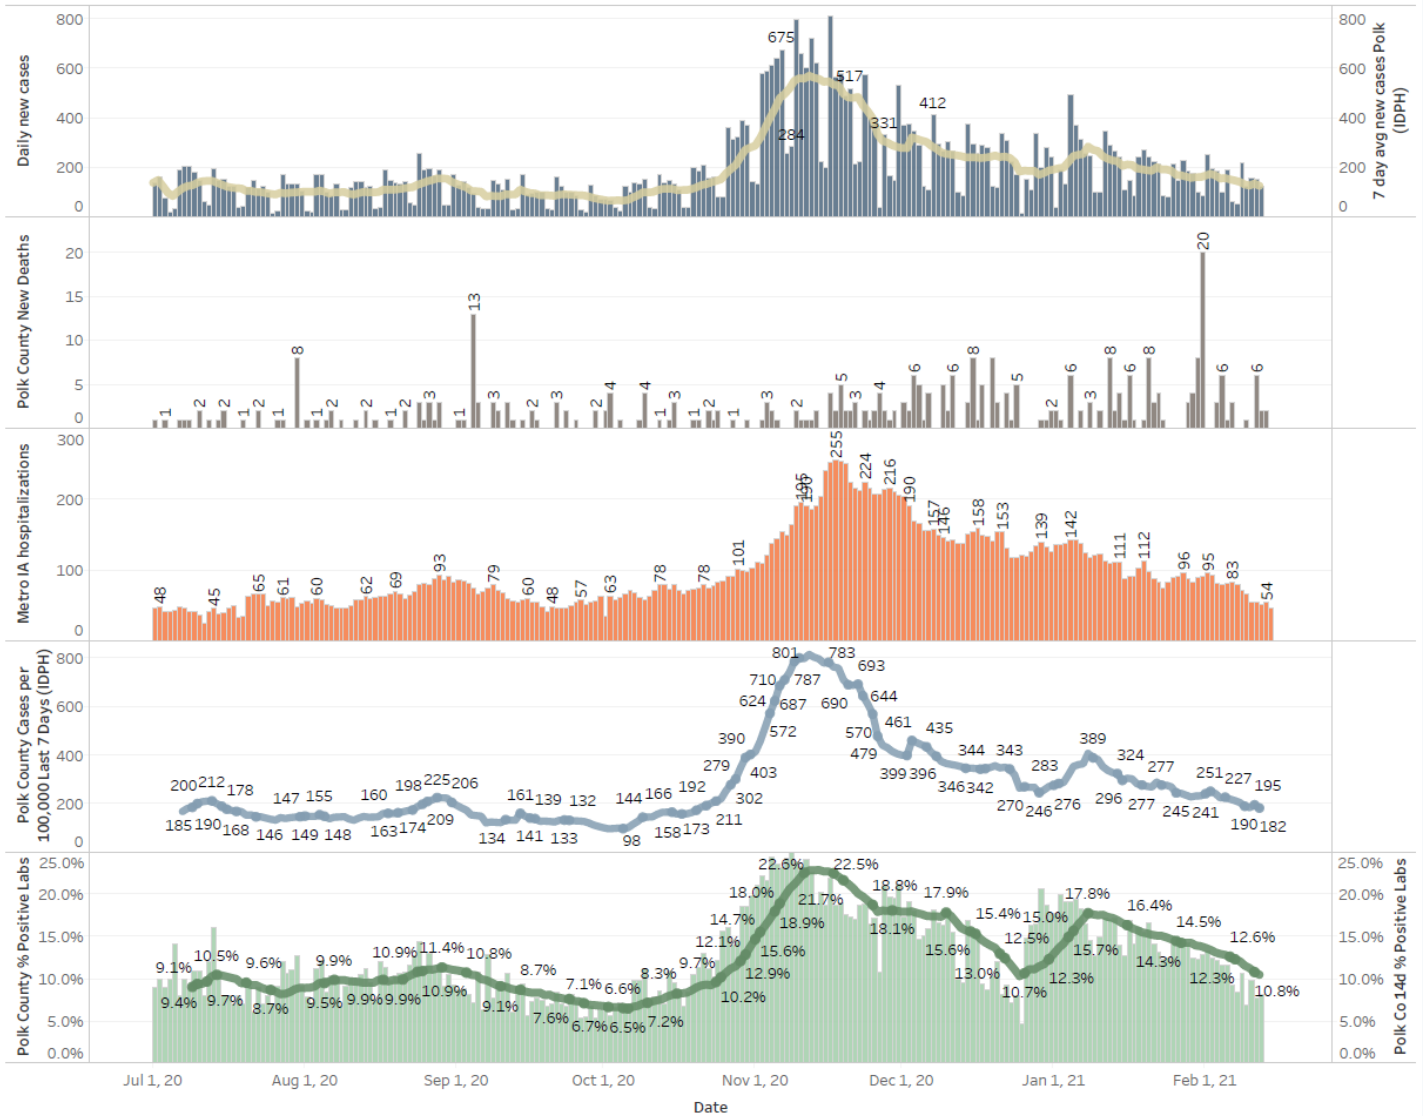 Daily new cases
800
600
400
200
0
675
284
517
331
412
800
600
400
200
0
7 day avg new cases Polk
(IDPH)
Polk County New Deaths
20
15
10
5
0
1 2 2 1 2 1 8 1 2 2 1 2 3 1 13 3 2 3 2 4 4 1 3 1 2 1 3 2 5 3 4 6 6 8 5 2 6 3 8 6 8 20 6 6
Metro IA hospitalizations
300
200
100
0
48 45 65 61 60 62 69 93 79 60 48 57 63 78 78 101 195 190 255 224 216 190 157 146 158 153 139 142 111 112 96 95 83 54
Polk County Cases per
100,000 Last 7 Days (IDPH)
800
600
400
200
0
200 212 178 147 155 160 198 225 206 161 139 132 144 166 192 279 390 624 710 801 783 693 644 461 435 344 343 283 389 324 277 251 227 195
185 190 168 146 149 148 163 174 209 134 141 133 98 158 173 211 302 403 572 687 787 690 570 479 399 396 346 342 270 246 276 296 277 245 241 190 182
Polk County % Positive Labs
25.0%
20.0%
15.0%
10.0%
5.0%
0.0%
9.1% 10.5% 9.6% 9.9% 10.9% 11.4% 10.8% 8.7% 7.1% 6.6% 8.3% 9.7% 12.1% 14.7% 18.0% 22.6% 22.5% 18.8% 17.9% 15.4% 12.5% 15.0% 17.8% 16.4% 14.5% 12.6%
9.4% 9.7% 8.7% 9.5% 9.9% 9.9% 10.9% 9.1% 7.6% 6.7% 6.5% 7.2% 10.2% 12.9% 15.6% 18.9% 21.7% 18.1% 15.6% 13.0% 10.7% 12.3% 15.7% 14.3% 12.3% 10.8%
25.0%
20.0%
15.0%
10.0%
5.0%
0.0%
Polk Co 14d % Positive Labs
Jul 1, 20 Aug 1, 20 Sep 1, 20 Oct 1, 20 Nov 1, 20 Dec 1, 20 Jan 1, 21 Feb 1, 21
Date